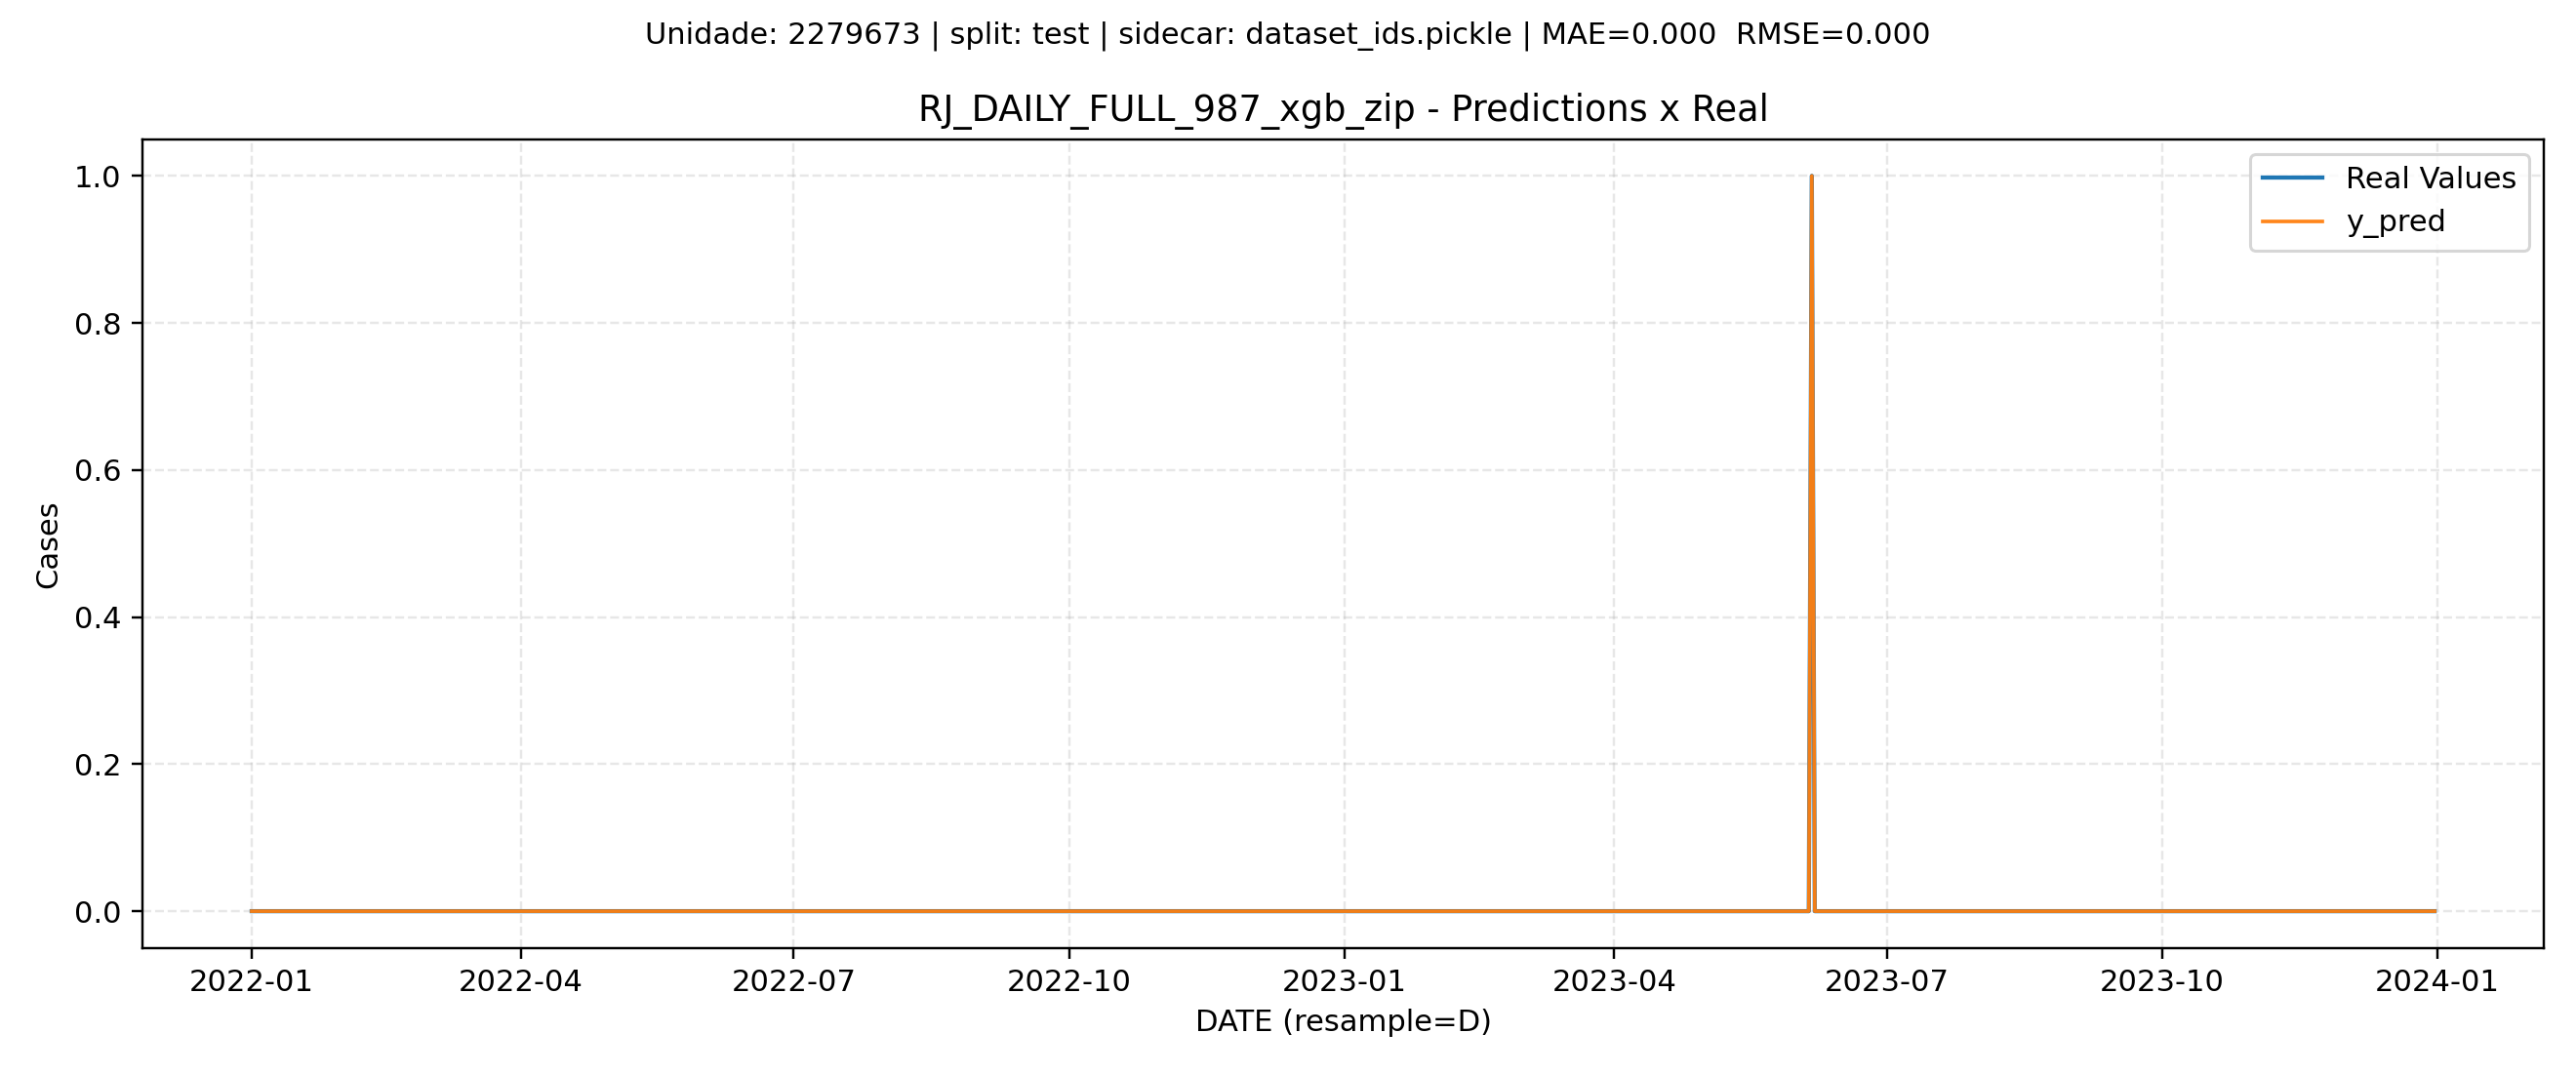 Unidade: 2279673 | split: test | sidecar: dataset_ids.pickle | MAE=0.000  RMSE=0.000
RJ_DAILY_FULL_987_xgb_zip - Predictions x Real
Real Values
y_pred
1.0
0.8
0.6
0.4
0.2
0.0
Cases
2022-01 2022-04 2022-07 2022-10 2023-01 2023-04 2023-07 2023-10 2024-01
DATE (resample=D)